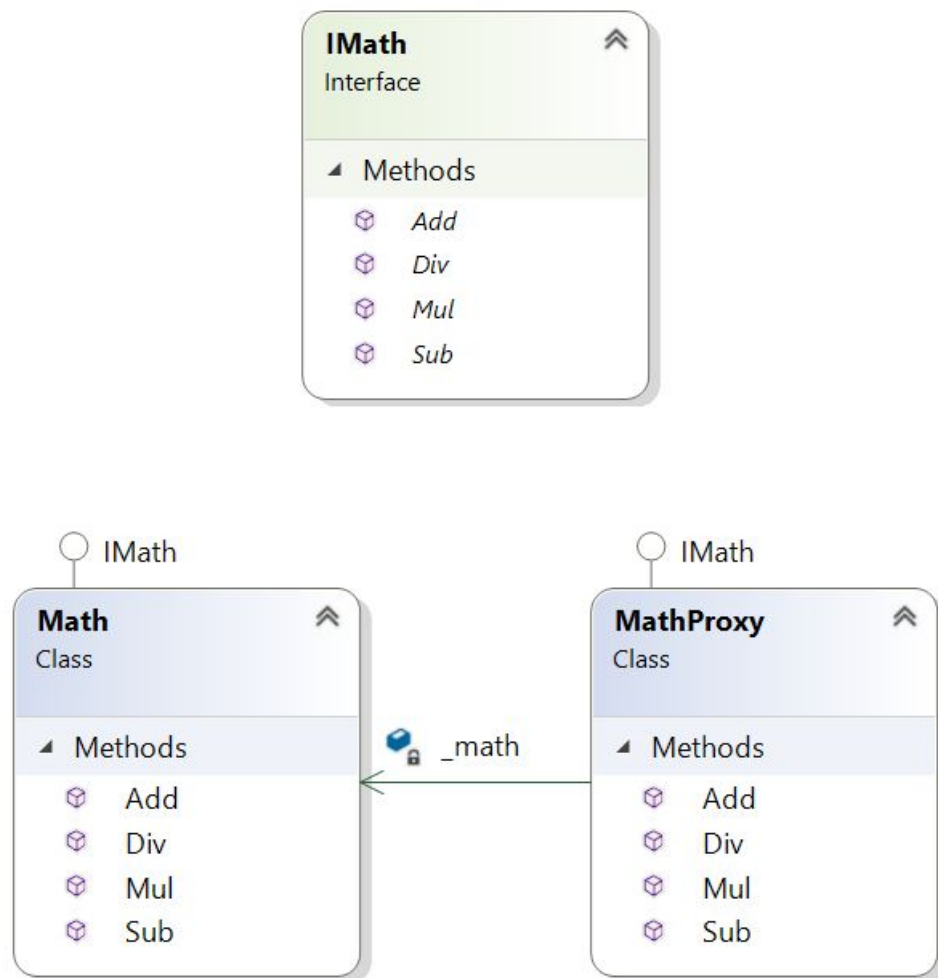 IMath
Interface
Methods
Add
Div
Mul
Sub
IMath
Math
Class
Methods
Add
Div
Mul
Sub
_math
IMath
MathProxy
Class
Methods
Add
Div
Mul
Sub